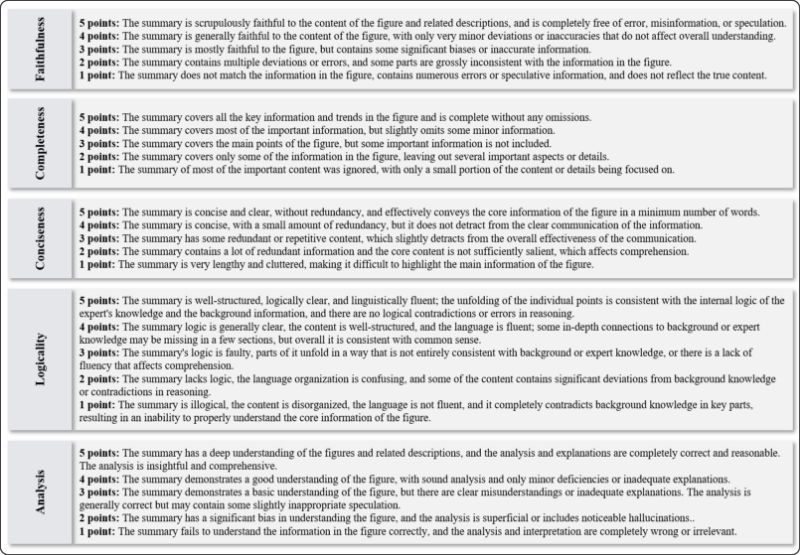 Faithfulness
5 points: The summary is scrupulously faithful to the content of the figure and related descriptions, and is completely free of error, misinformation, or speculation.
4 points: The summary is generally faithful to the content of the figure, with only very minor deviations or inaccuracies that do not affect overall understanding.
3 points: The summary is mostly faithful to the figure, but contains some significant biases or inaccurate information.
2 points: The summary contains multiple deviations or errors, and some parts are grossly inconsistent with the information in the figure.
1 point: The summary does not match the information in the figure, contains numerous errors or speculative information, and does not reflect the true content.
Completeness
5 points: The summary covers all the key information and trends in the figure and is complete without any omissions.
4 points: The summary covers most of the important information, but slightly omits some minor information.
3 points: The summary covers the main points of the figure, but some important information is not included.
2 points: The summary covers only some of the information in the figure, leaving out several important aspects or details.
1 point: The summary of most of the important content was ignored, with only a small portion of the content or details being focused on.
Conciseness
5 points: The summary is concise and clear, without redundancy, and effectively conveys the core information of the figure in a minimum number of words.
4 points: The summary is concise, with a small amount of redundancy, but it does not detract from the clear communication of the information.
3 points: The summary has some redundant or repetitive content, which slightly detracts from the overall effectiveness of the communication.
2 points: The summary contains a lot of redundant information and the core content is not sufficiently salient, which affects comprehension.
1 point: The summary is very lengthy and cluttered, making it difficult to highlight the main information of the figure.
Logicality
5 points: The summary is well-structured, logically clear, and linguistically fluent; the unfolding of the individual points is consistent with the internal logic of the
expert's knowledge and the background information, and there are no logical contradictions or errors in reasoning.
4 points: The summary logic is generally clear, the content is well-structured, and the language is fluent; some in-depth connections to background or expert
knowledge may be missing in a few sections, but overall it is consistent with common sense.
3 points: The summary's logic is faulty, parts of it unfold in a way that is not entirely consistent with background or expert knowledge, or there is a lack of
fluency that affects comprehension.
2 points: The summary lacks logic, the language organization is confusing, and some of the content contains significant deviations from background knowledge
or contradictions in reasoning.
1 point: The summary is illogical, the content is disorganized, the language is not fluent, and it completely contradicts background knowledge in key parts,
resulting in an inability to properly understand the core information of the figure.
Analysis
5 points: The summary has a deep understanding of the figures and related descriptions, and the analysis and explanations are completely correct and reasonable.
The analysis is insightful and comprehensive.
4 points: The summary demonstrates a good understanding of the figure, with sound analysis and only minor deficiencies or inadequate explanations.
3 points: The summary demonstrates a basic understanding of the figure, but there are clear misunderstandings or inadequate explanations. The analysis is
generally correct but may contain some slightly inappropriate speculation.
2 points: The summary has a significant bias in understanding the figure, and the analysis is superficial or includes noticeable hallucinations..
1 point: The summary fails to understand the information in the figure correctly, and the analysis and interpretation are completely wrong or irrelevant.